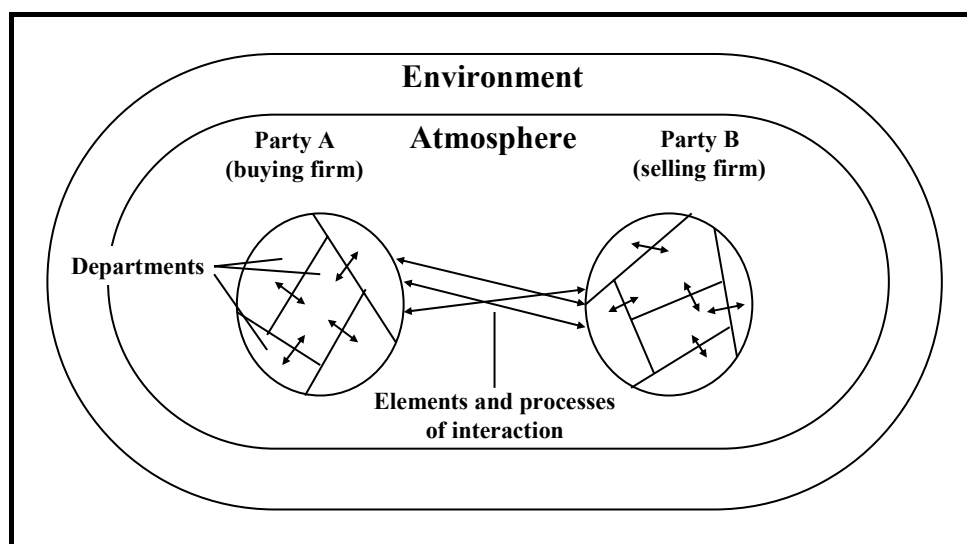 Environment
Atmosphere
Party A
(buying firm)
Party B
(selling firm)
Departments
Elements and processes
of interaction